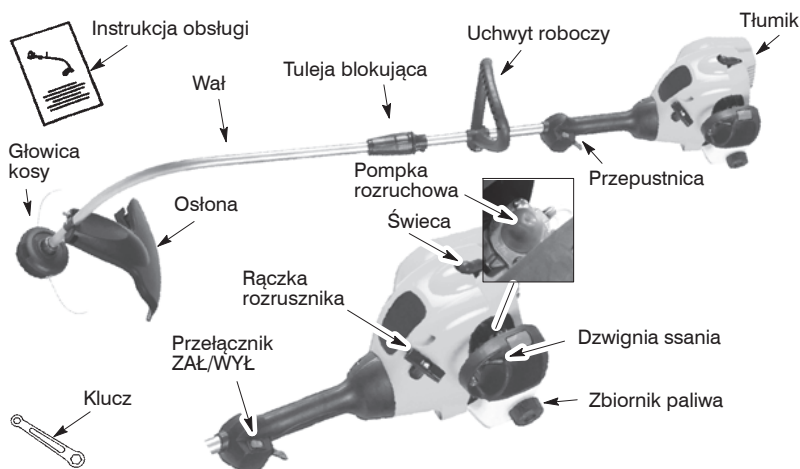 Instrukcja obsługi
Tłumik
Uchwyt roboczy
Tuleja blokująca
Wał
Głowica
kosy
Pompka
rozruchowa
Przepustnica
Osłona
Świeca
Rączka
rozrusznika
Przełącznik
ZAŁ/WYŁ
Dzwignia ssania
Klucz
Zbiornik paliwa